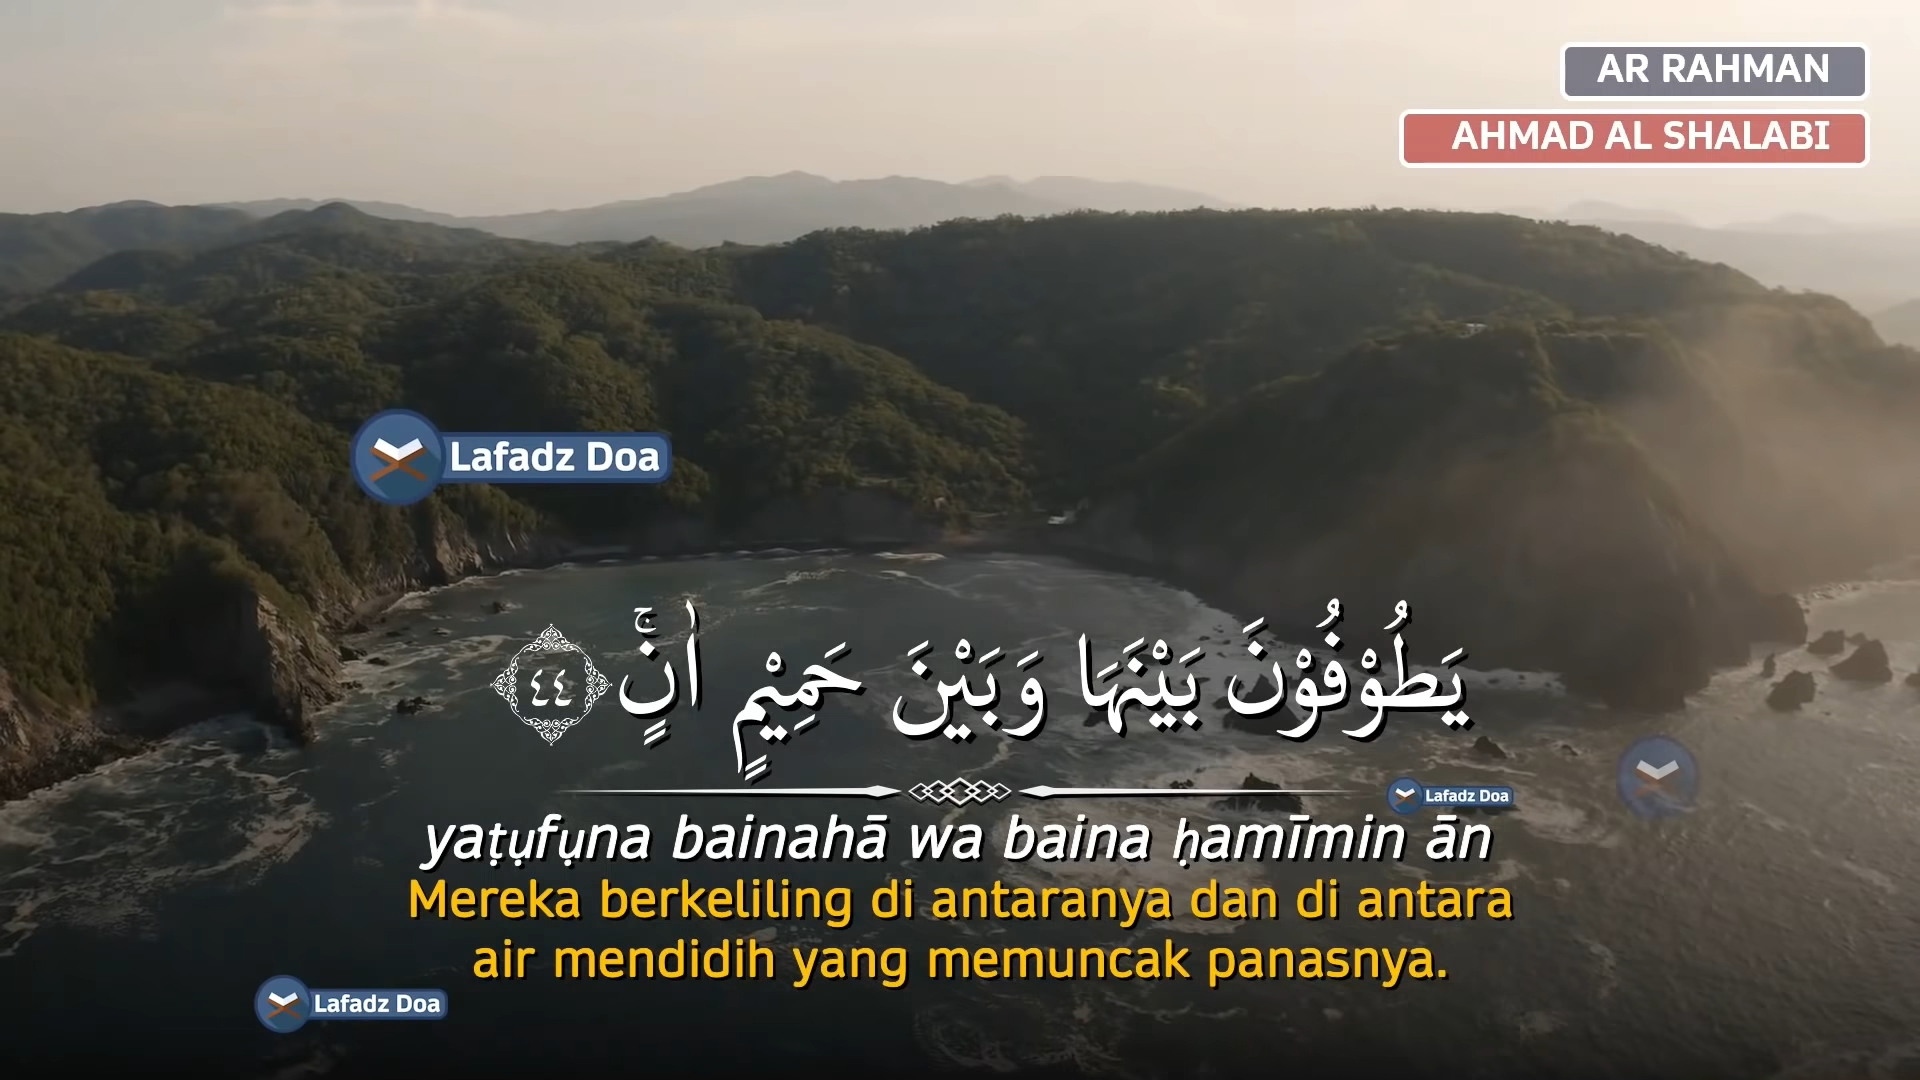 AR RAHMAN
AHMAD AL SHALABI
Lafadz Doa
يَطُوْفُوْنَ بَيْنَهَا وَبَيْنَ حَمِيْمٍ اٰنٍۚ ٤٤
Lafadz Doa
yaṭụfụna bainahā wa baina ḥamīmin ān
Mereka berkeliling di antaranya dan di antara
air mendidih yang memuncak panasnya.
Lafadz Doa